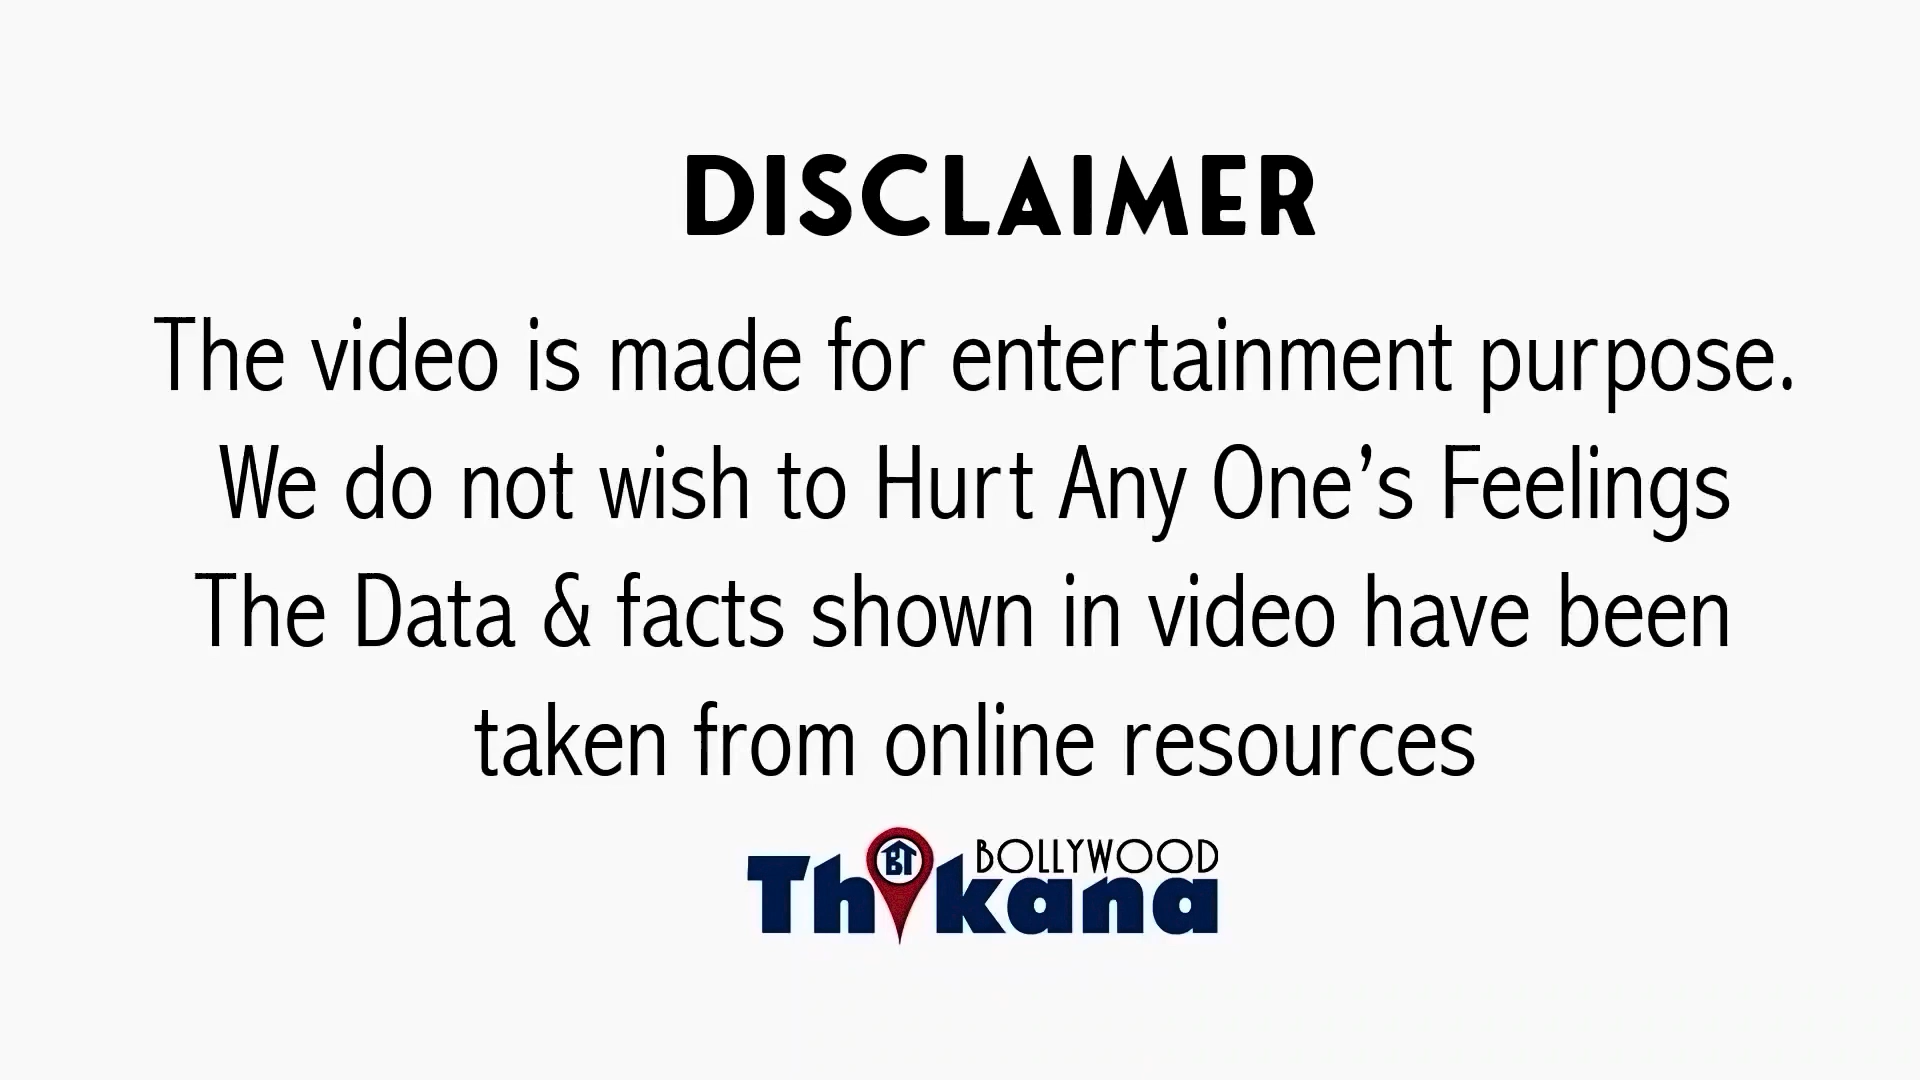 DISCLAIMER
The video is made for entertainment purpose.
We do not wish to Hurt Any One’s Feelings
The Data & facts shown in video have been
taken from online resources
BT
BOLLYWOOD
Thikana